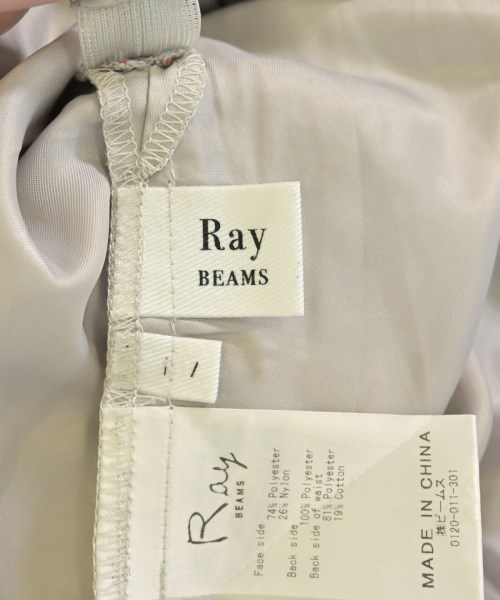 Ray
BEAMS
Ray
BEAMS
Face side
74% Polyester
26% Nylon
Back side
100% Polyester
Back side of waist
81% Polyester
19% Cotton
MADE IN CHINA
㈱ビームス
0120-011-301